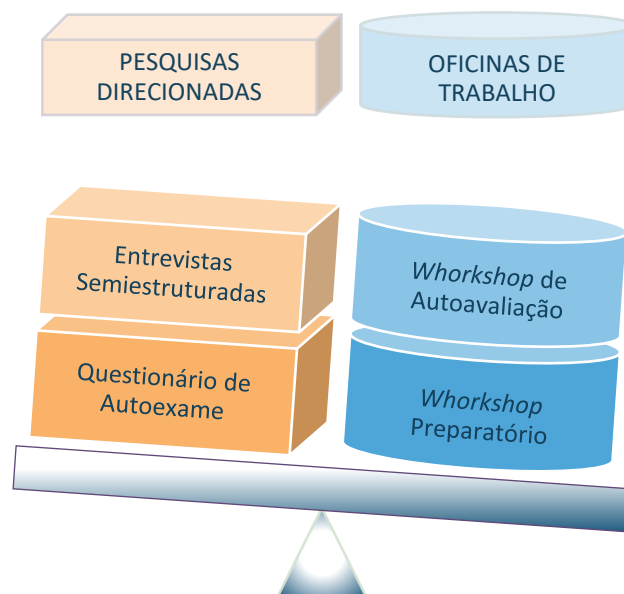 PESQUISAS
DIRECIONADAS
OFICINAS DE
TRABALHO
Entrevistas
Semiestruturadas
Whorkshop de
Autoavaliação
Questionário de
Autoexame
Whorkshop
Preparatório